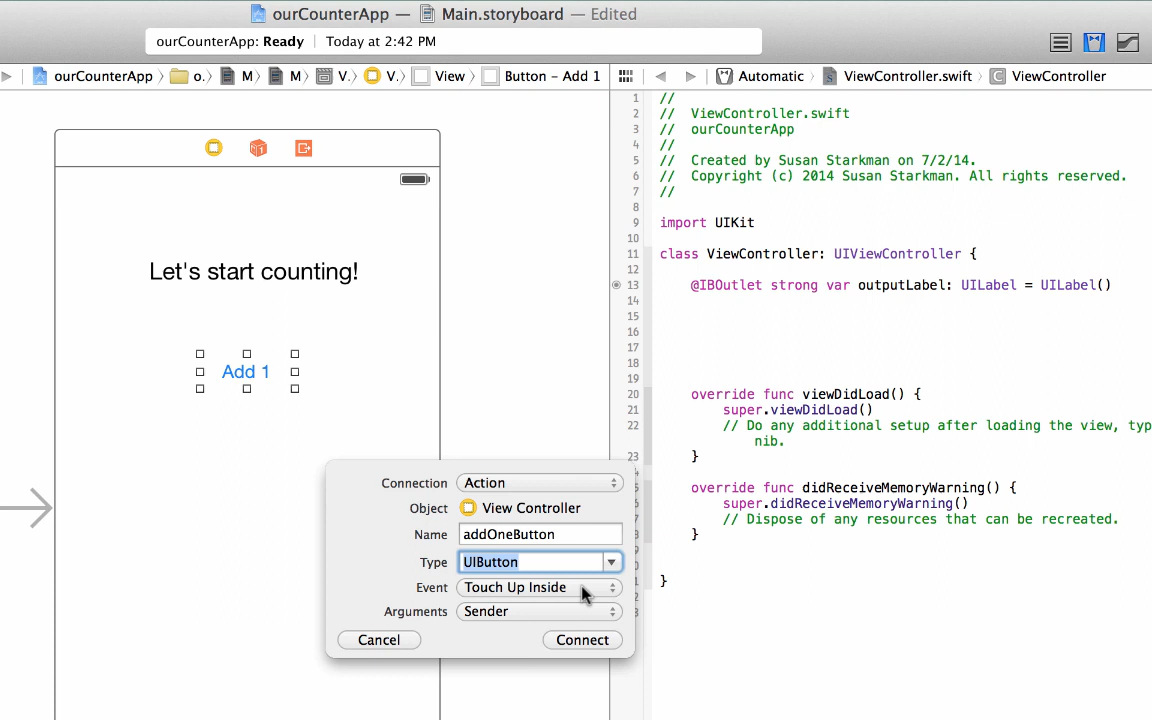 ourCounterApp — Main.storyboard — Edited
ourCounterApp: Ready | Today at 2:42 PM
ourCounterApp 〉 o.〉 M〉 M〉 V.〉 V.〉 View 〉 Button - Add 1
Automatic 〉 ViewController.swift 〉 C ViewController
Let's start counting!
Add 1
1 //
2 //  ViewController.swift
3 //  ourCounterApp
4 //
5 //  Created by Susan Starkman on 7/2/14.
6 //  Copyright (c) 2014 Susan Starkman. All rights reserved.
7 //
8
9 import UIKit
10
11 class ViewController: UIViewController {
12
13     @IBOutlet strong var outputLabel: UILabel = UILabel()
14
15
16
17
18
19
20     override func viewDidLoad() {
21         super.viewDidLoad()
22         // Do any additional setup after loading the view, typ
nib.
23     }
override func didReceiveMemoryWarning() {
super.didReceiveMemoryWarning()
// Dispose of any resources that can be recreated.
}
}
Connection Action
Object View Controller
Name addOneButton
Type UIButton
Event Touch Up Inside
Arguments Sender
Cancel Connect